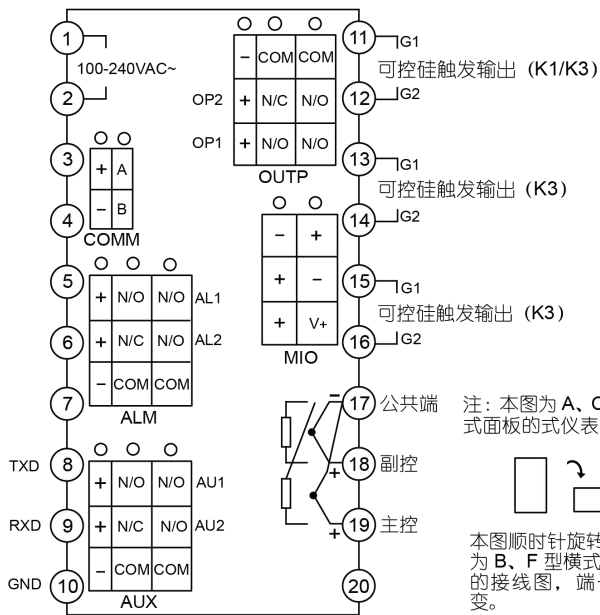 1
100-240VAC~
2
3
+ A
- B
4
COMM
5
+ N/O N/O AL1
6
+ N/C N/O AL2
- COM COM
7
ALM
TXD 8
+ N/O N/O AU1
RXD 9
+ N/C N/O AU2
- COM COM
GND 10
AUX
- COM COM
OP2 + N/C N/O
OP1 + N/O N/O
OUTP
- +
+ -
+ V+
MIO
11 G1
可控硅触发输出 (K1/K3)
12 G2
13 G1
可控硅触发输出 (K3)
14 G2
15 G1
可控硅触发输出 (K3)
16 G2
- 17 公共端
+ 18 副控
+ 19 主控
20
注：本图为 A、C
式面板的式仪表
本图顺时针旋转
为 B、F 型横式
的接线图，端
变。